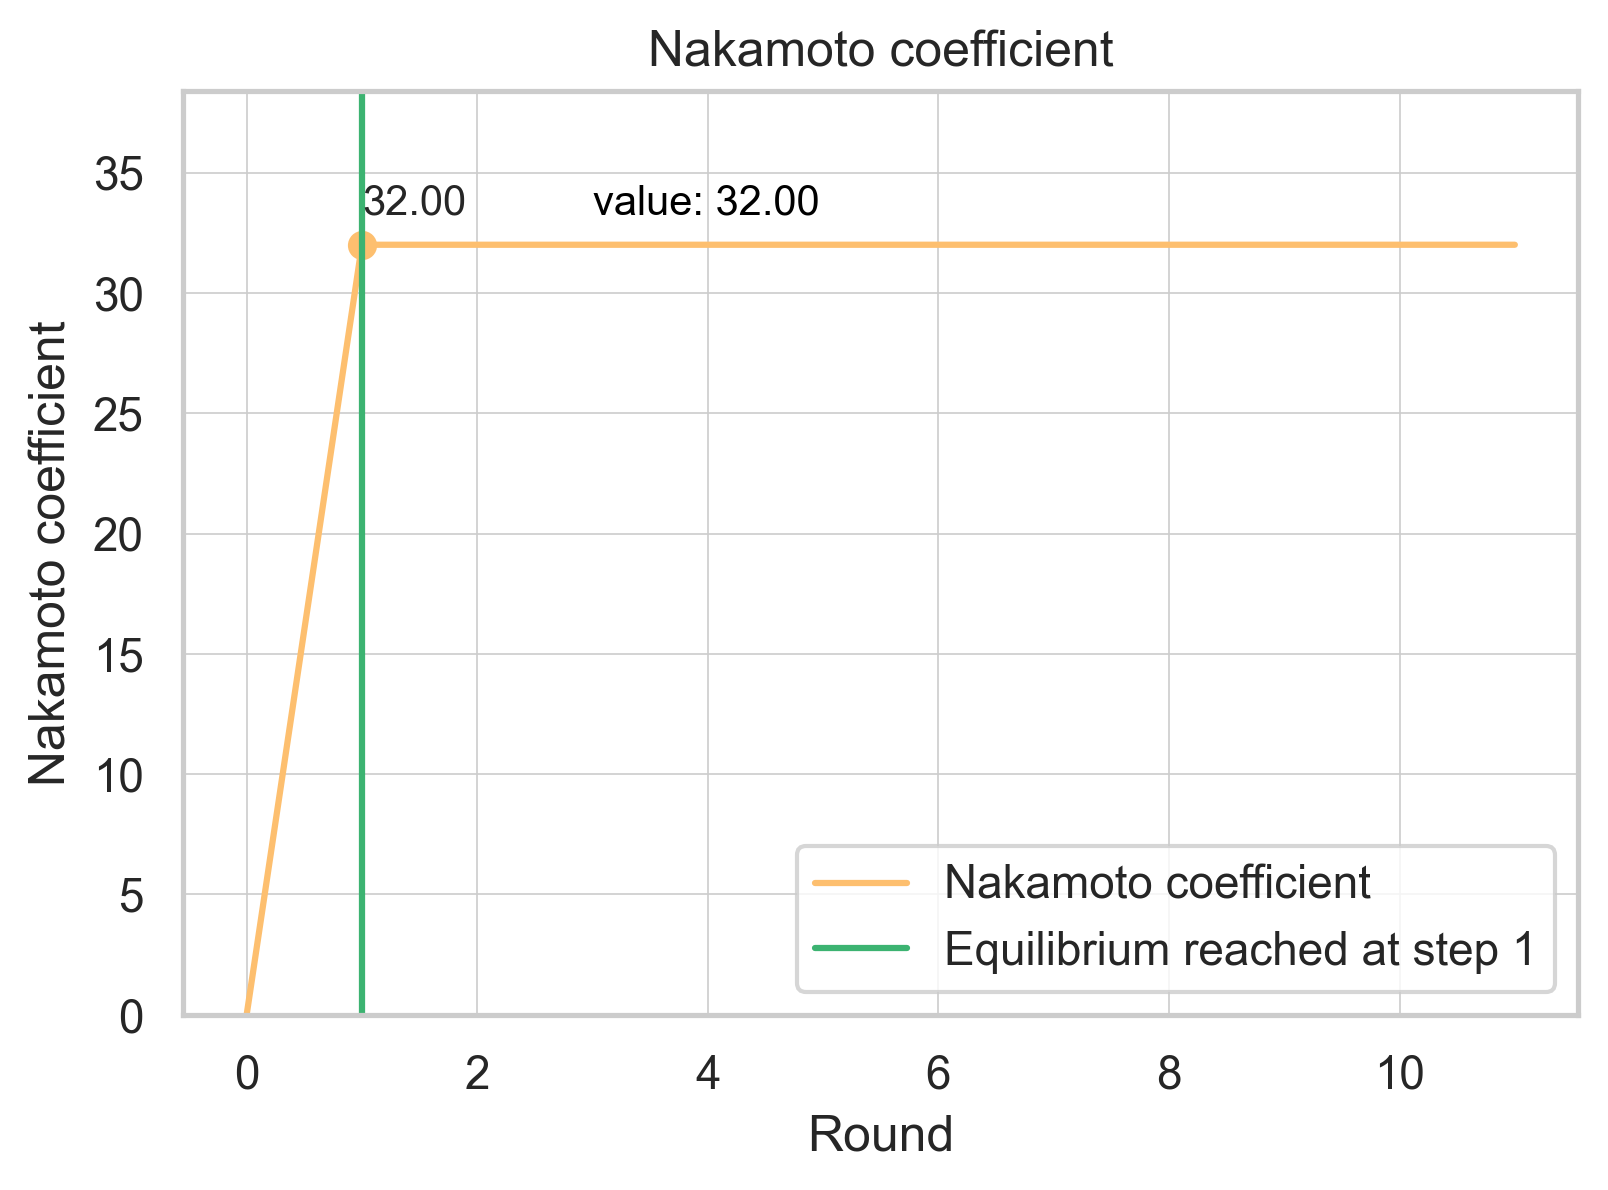 Nakamoto coefficient
Nakamoto coefficient
35
30
25
20
15
10
5
0
32.00
value: 32.00
Nakamoto coefficient
Equilibrium reached at step 1
0
2
4
6
8
10
Round